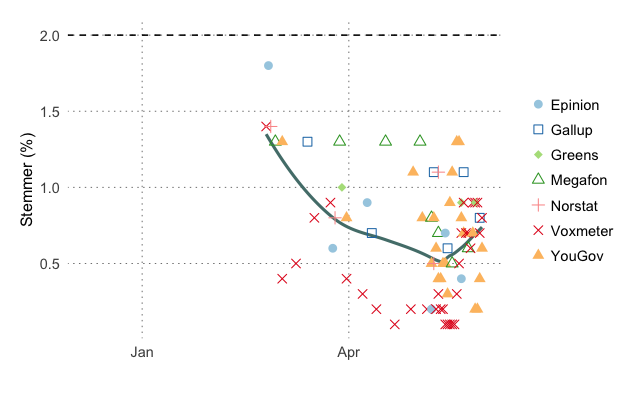 2.0
1.5
1.0
0.5
Stemmer (%)
Jan
Apr
Epinion
Gallup
Greens
Megafon
Norstat
Voxmeter
YouGov